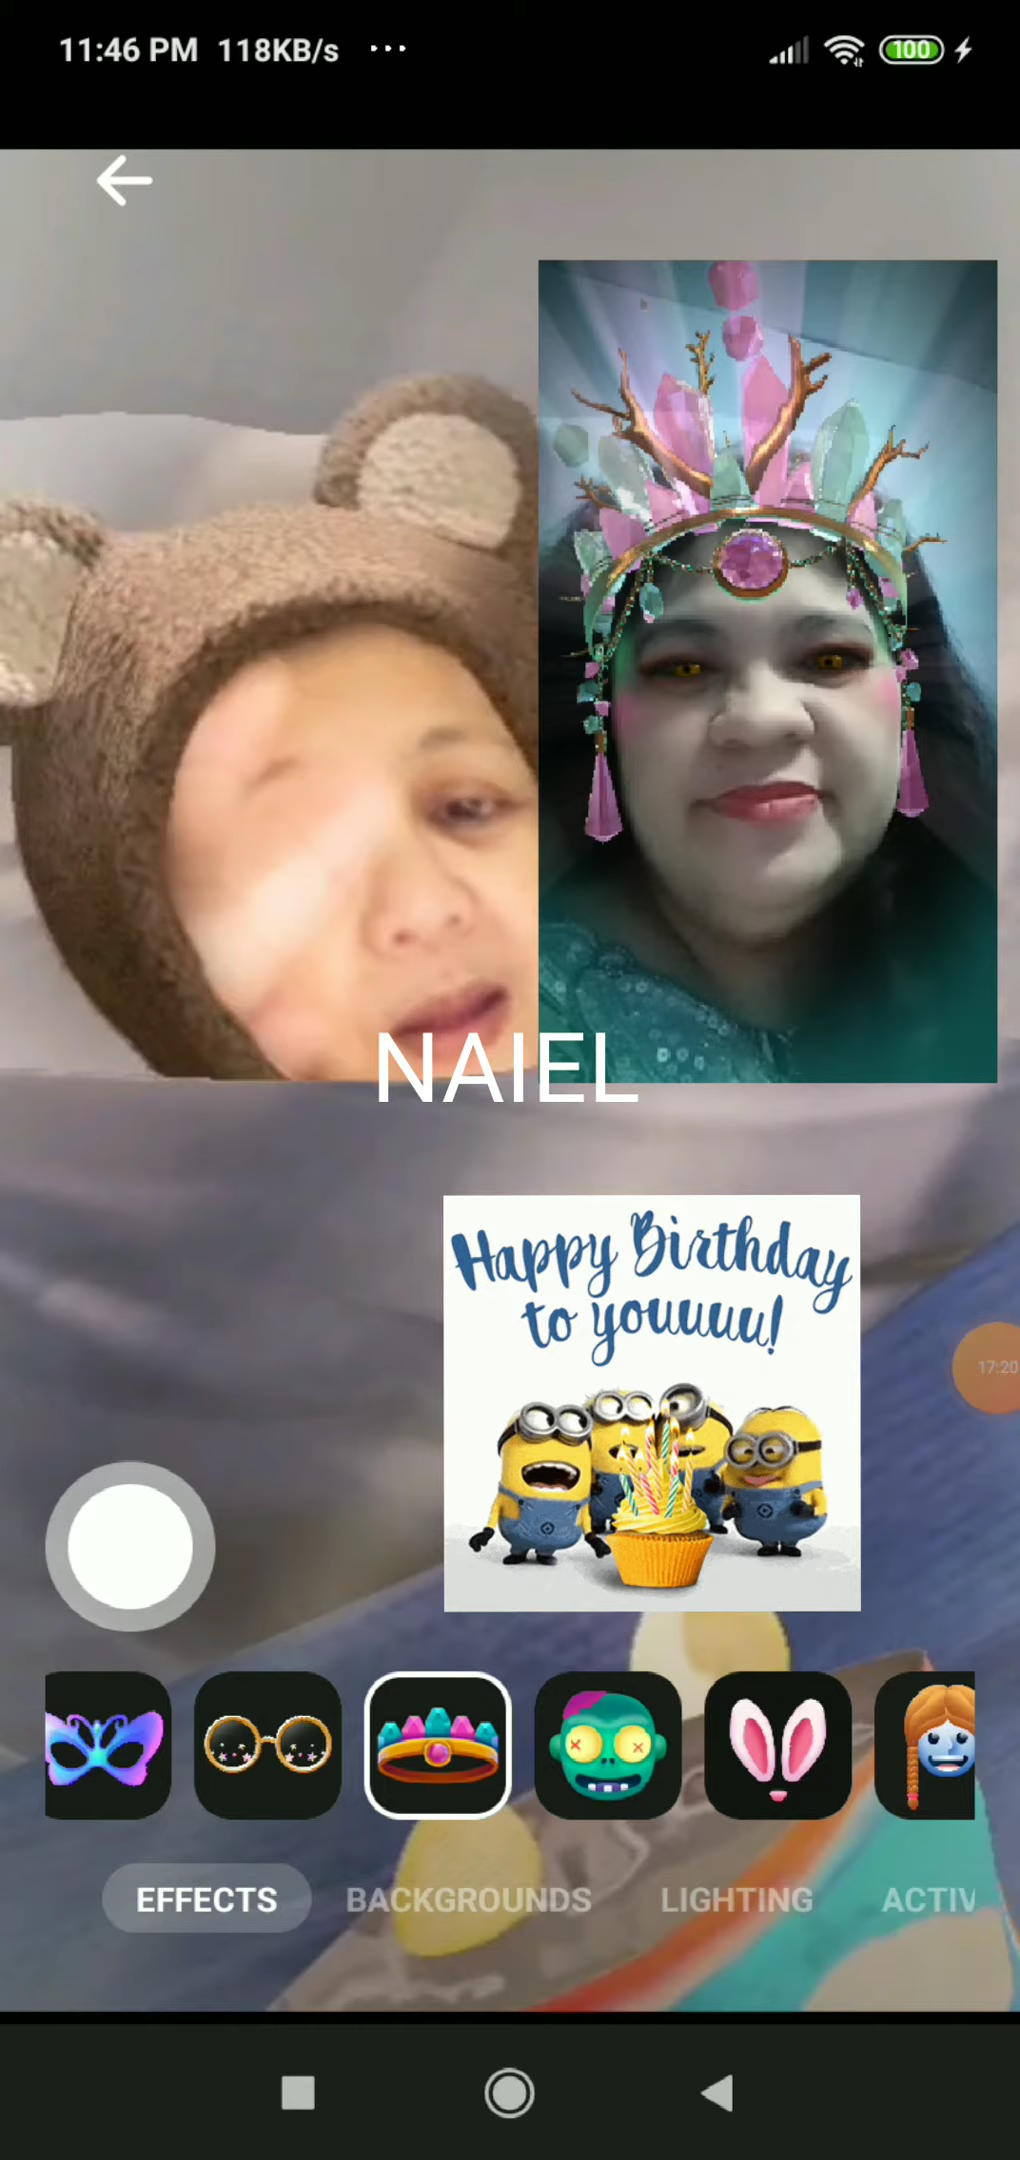 11:46 PM 118KB/s ...
100
NAIEL
Happy Birthday
to youuuu!
17:20
EFFECTS BACKGROUNDS LIGHTING ACTIV